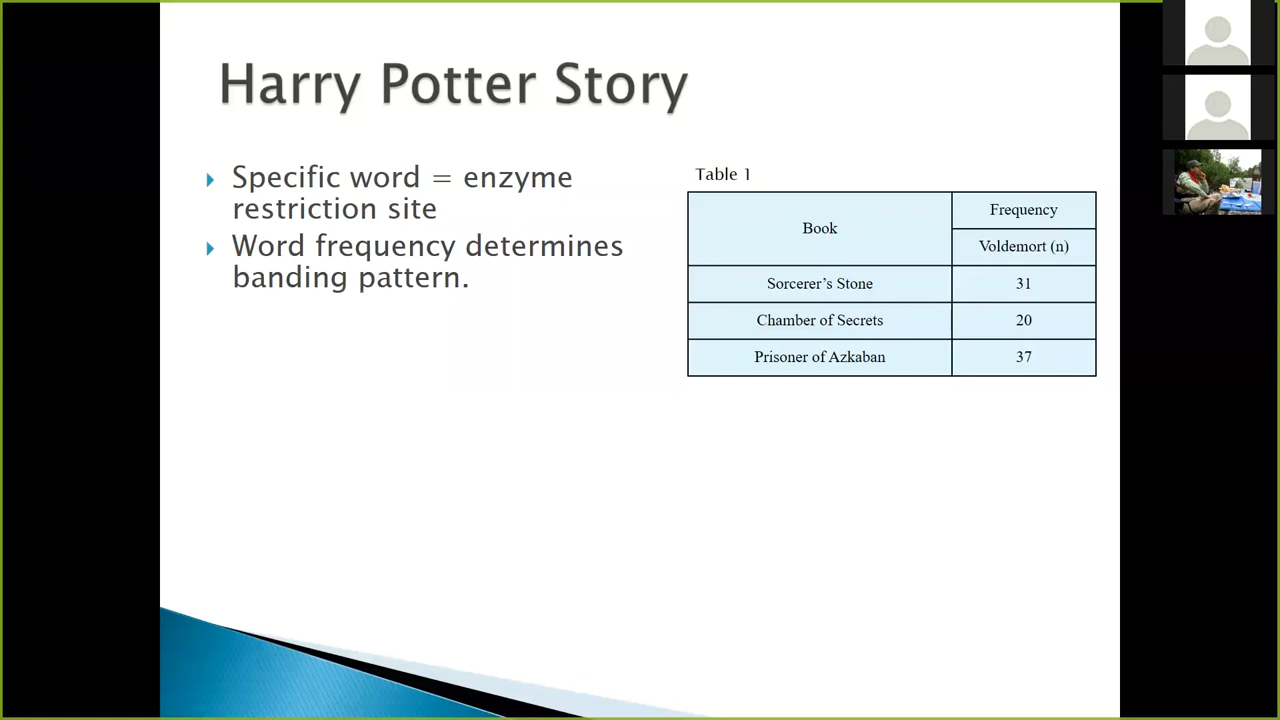 Harry Potter Story
Specific word = enzyme
restriction site
Word frequency determines
banding pattern.
Table 1
Book
Frequency
Voldemort (n)
Sorcerer’s Stone 31
Chamber of Secrets 20
Prisoner of Azkaban 37